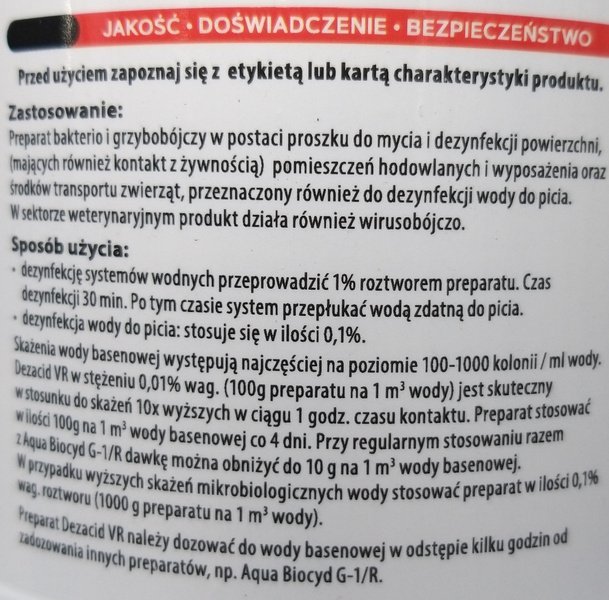 JAKOŚĆ • DOŚWIADCZENIE • BEZPIECZEŃSTWO
Przed użyciem zapoznaj się z etykietą lub kartą charakterystyki produktu.
Zastosowanie:
Preparat bakterio i grzybobójczy w postaci proszku do mycia i dezynfekcji powierzchni,
(mających również kontakt z żywnością) pomieszczeń hodowlanych i wyposażenia oraz
środków transportu zwierząt, przeznaczony również do dezynfekcji wody do picia.
W sektorze weterynaryjnym produkt działa również wirusobójczo.
Sposób użycia:
• dezynfekcję systemów wodnych przeprowadzić 1% roztworem preparatu. Czas
dezynfekcji 30 min. Po tym czasie system przepłukać wodą zdatną do picia.
• dezynfekcja wody do picia: stosuje się w ilości 0,1%.
Skażenia wody basenowej występują najczęściej na poziomie 100-1000 kolonii / ml wody.
Dezacid VR w stężeniu 0,01% wag. (100g preparatu na 1 m³ wody) jest skuteczny
w stosunku do skażeń 10x wyższych w ciągu 1 godz. czasu kontaktu. Preparat stosować
w ilości 100g na 1 m³ wody basenowej co 4 dni. Przy regularnym stosowaniu razem
z Aqua Biocyd G-1/R dawkę można obniżyć do 10 g na 1 m³ wody basenowej.
W przypadku wyższych skażeń mikrobiologicznych wody stosować preparat w ilości 0,1%
wag. roztworu (1000 g preparatu na 1 m³ wody).
Preparat Dezacid VR należy dozować do wody basenowej w odstępie kilku godzin od
zadozowania innych preparatów, np. Aqua Biocyd G-1/R.